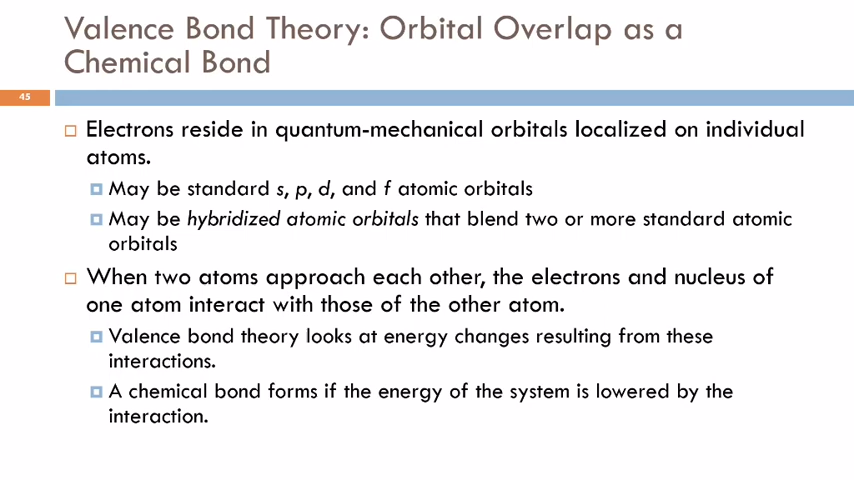 Valence Bond Theory: Orbital Overlap as a
Chemical Bond
45
Electrons reside in quantum-mechanical orbitals localized on individual
atoms.
May be standard s, p, d, and f atomic orbitals
May be hybridized atomic orbitals that blend two or more standard atomic
orbitals
When two atoms approach each other, the electrons and nucleus of
one atom interact with those of the other atom.
Valence bond theory looks at energy changes resulting from these
interactions.
A chemical bond forms if the energy of the system is lowered by the
interaction.